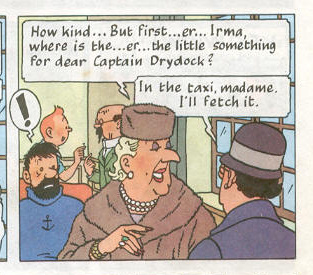 How kind... But first...er... Irma,
where is the...er...the little something
for dear Captain Drydock?
In the taxi, madame.
I'll fetch it.
!